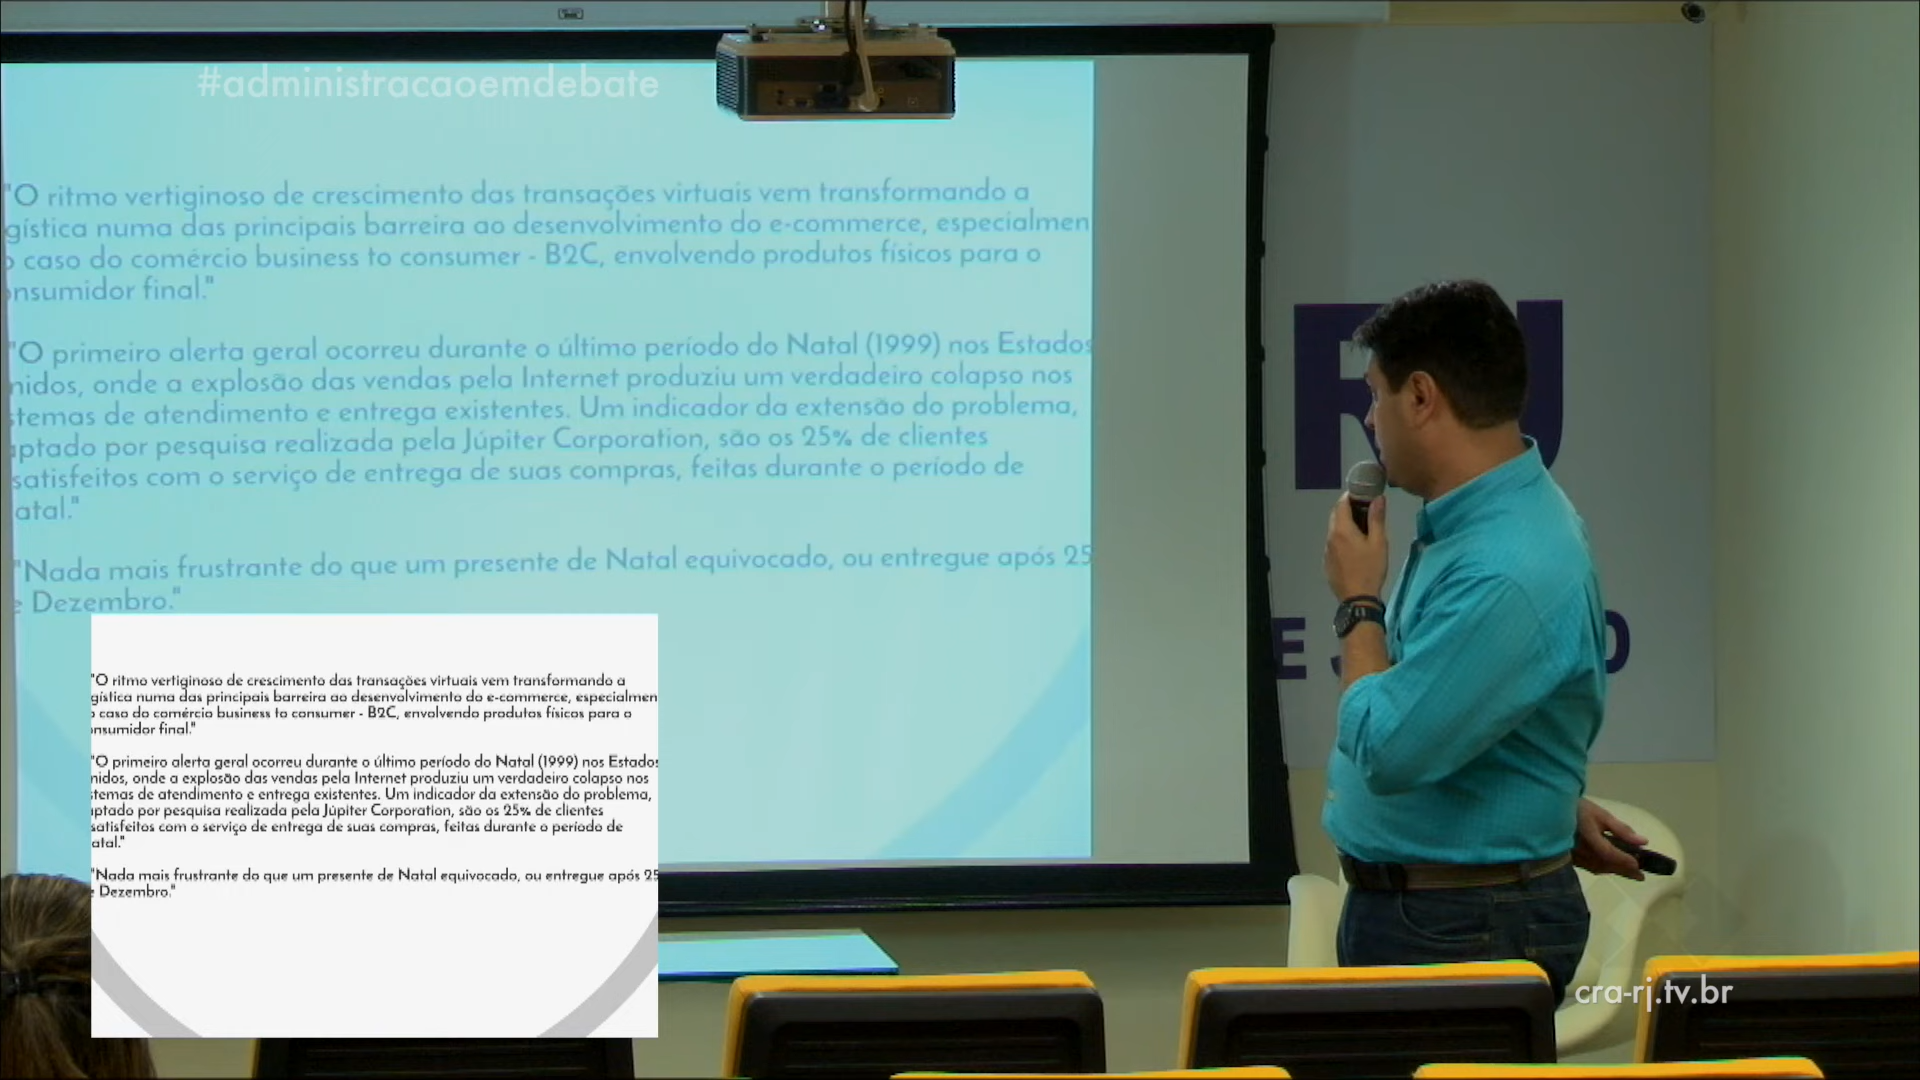 #administracaoemdebate
"O ritmo vertiginoso de crescimento das transações virtuais vem transformando a
gística numa das principais barreira ao desenvolvimento do e-commerce, especialmen
o caso do comércio business to consumer - B2C, envolvendo produtos físicos para o
onsumidor final."
"O primeiro alerta geral ocorreu durante o último período do Natal (1999) nos Estados
nidos, onde a explosão das vendas pela Internet produziu um verdadeiro colapso nos
stemas de atendimento e entrega existentes. Um indicador da extensão do problema,
aptado por pesquisa realizada pela Júpiter Corporation, são os 25% de clientes
satisfeitos com o serviço de entrega de suas compras, feitas durante o período de
atal."
"Nada mais frustrante do que um presente de Natal equivocado, ou entregue após 25
e Dezembro."
"O ritmo vertiginoso de crescimento das transações virtuais vem transformando a
gística numa das principais barreira ao desenvolvimento do e-commerce, especialmen
o caso do comércio business to consumer - B2C, envolvendo produtos físicos para o
onsumidor final."
"O primeiro alerta geral ocorreu durante o último período do Natal (1999) nos Estados
nidos, onde a explosão das vendas pela Internet produziu um verdadeiro colapso nos
stemas de atendimento e entrega existentes. Um indicador da extensão do problema,
aptado por pesquisa realizada pela Júpiter Corporation, são os 25% de clientes
satisfeitos com o serviço de entrega de suas compras, feitas durante o período de
atal."
"Nada mais frustrante do que um presente de Natal equivocado, ou entregue após 25
e Dezembro."
RJ
cra-rj.tv.br